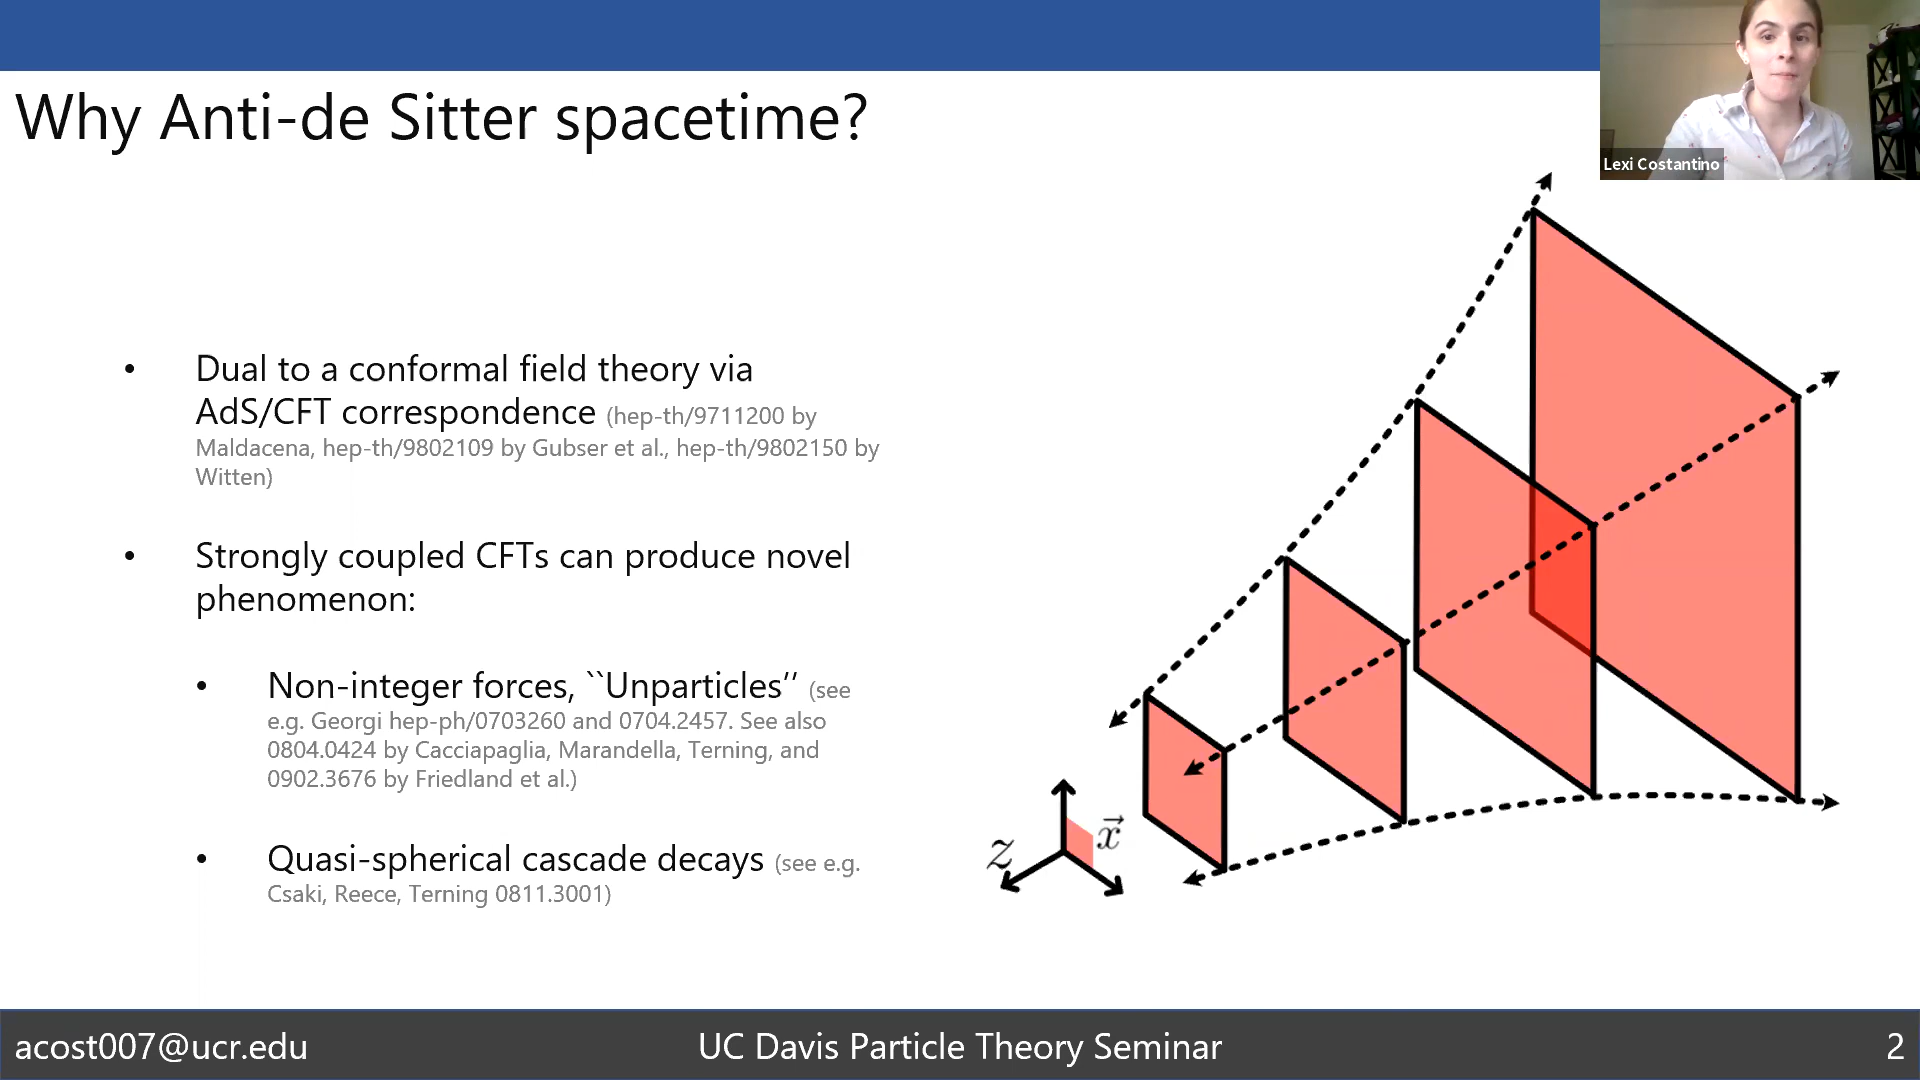 Why Anti-de Sitter spacetime?
Lexi Costantino
• Dual to a conformal field theory via
AdS/CFT correspondence (hep-th/9711200 by
Maldacena, hep-th/9802109 by Gubser et al., hep-th/9802150 by
Witten)
• Strongly coupled CFTs can produce novel
phenomenon:
• Non-integer forces, ``Unparticles’’ (see
e.g. Georgi hep-ph/0703260 and 0704.2457. See also
0804.0424 by Cacciapaglia, Marandella, Terning, and
0902.3676 by Friedland et al.)
• Quasi-spherical cascade decays (see e.g.
Csaki, Reece, Terning 0811.3001)
z
x⃗
acost007@ucr.edu
UC Davis Particle Theory Seminar
2